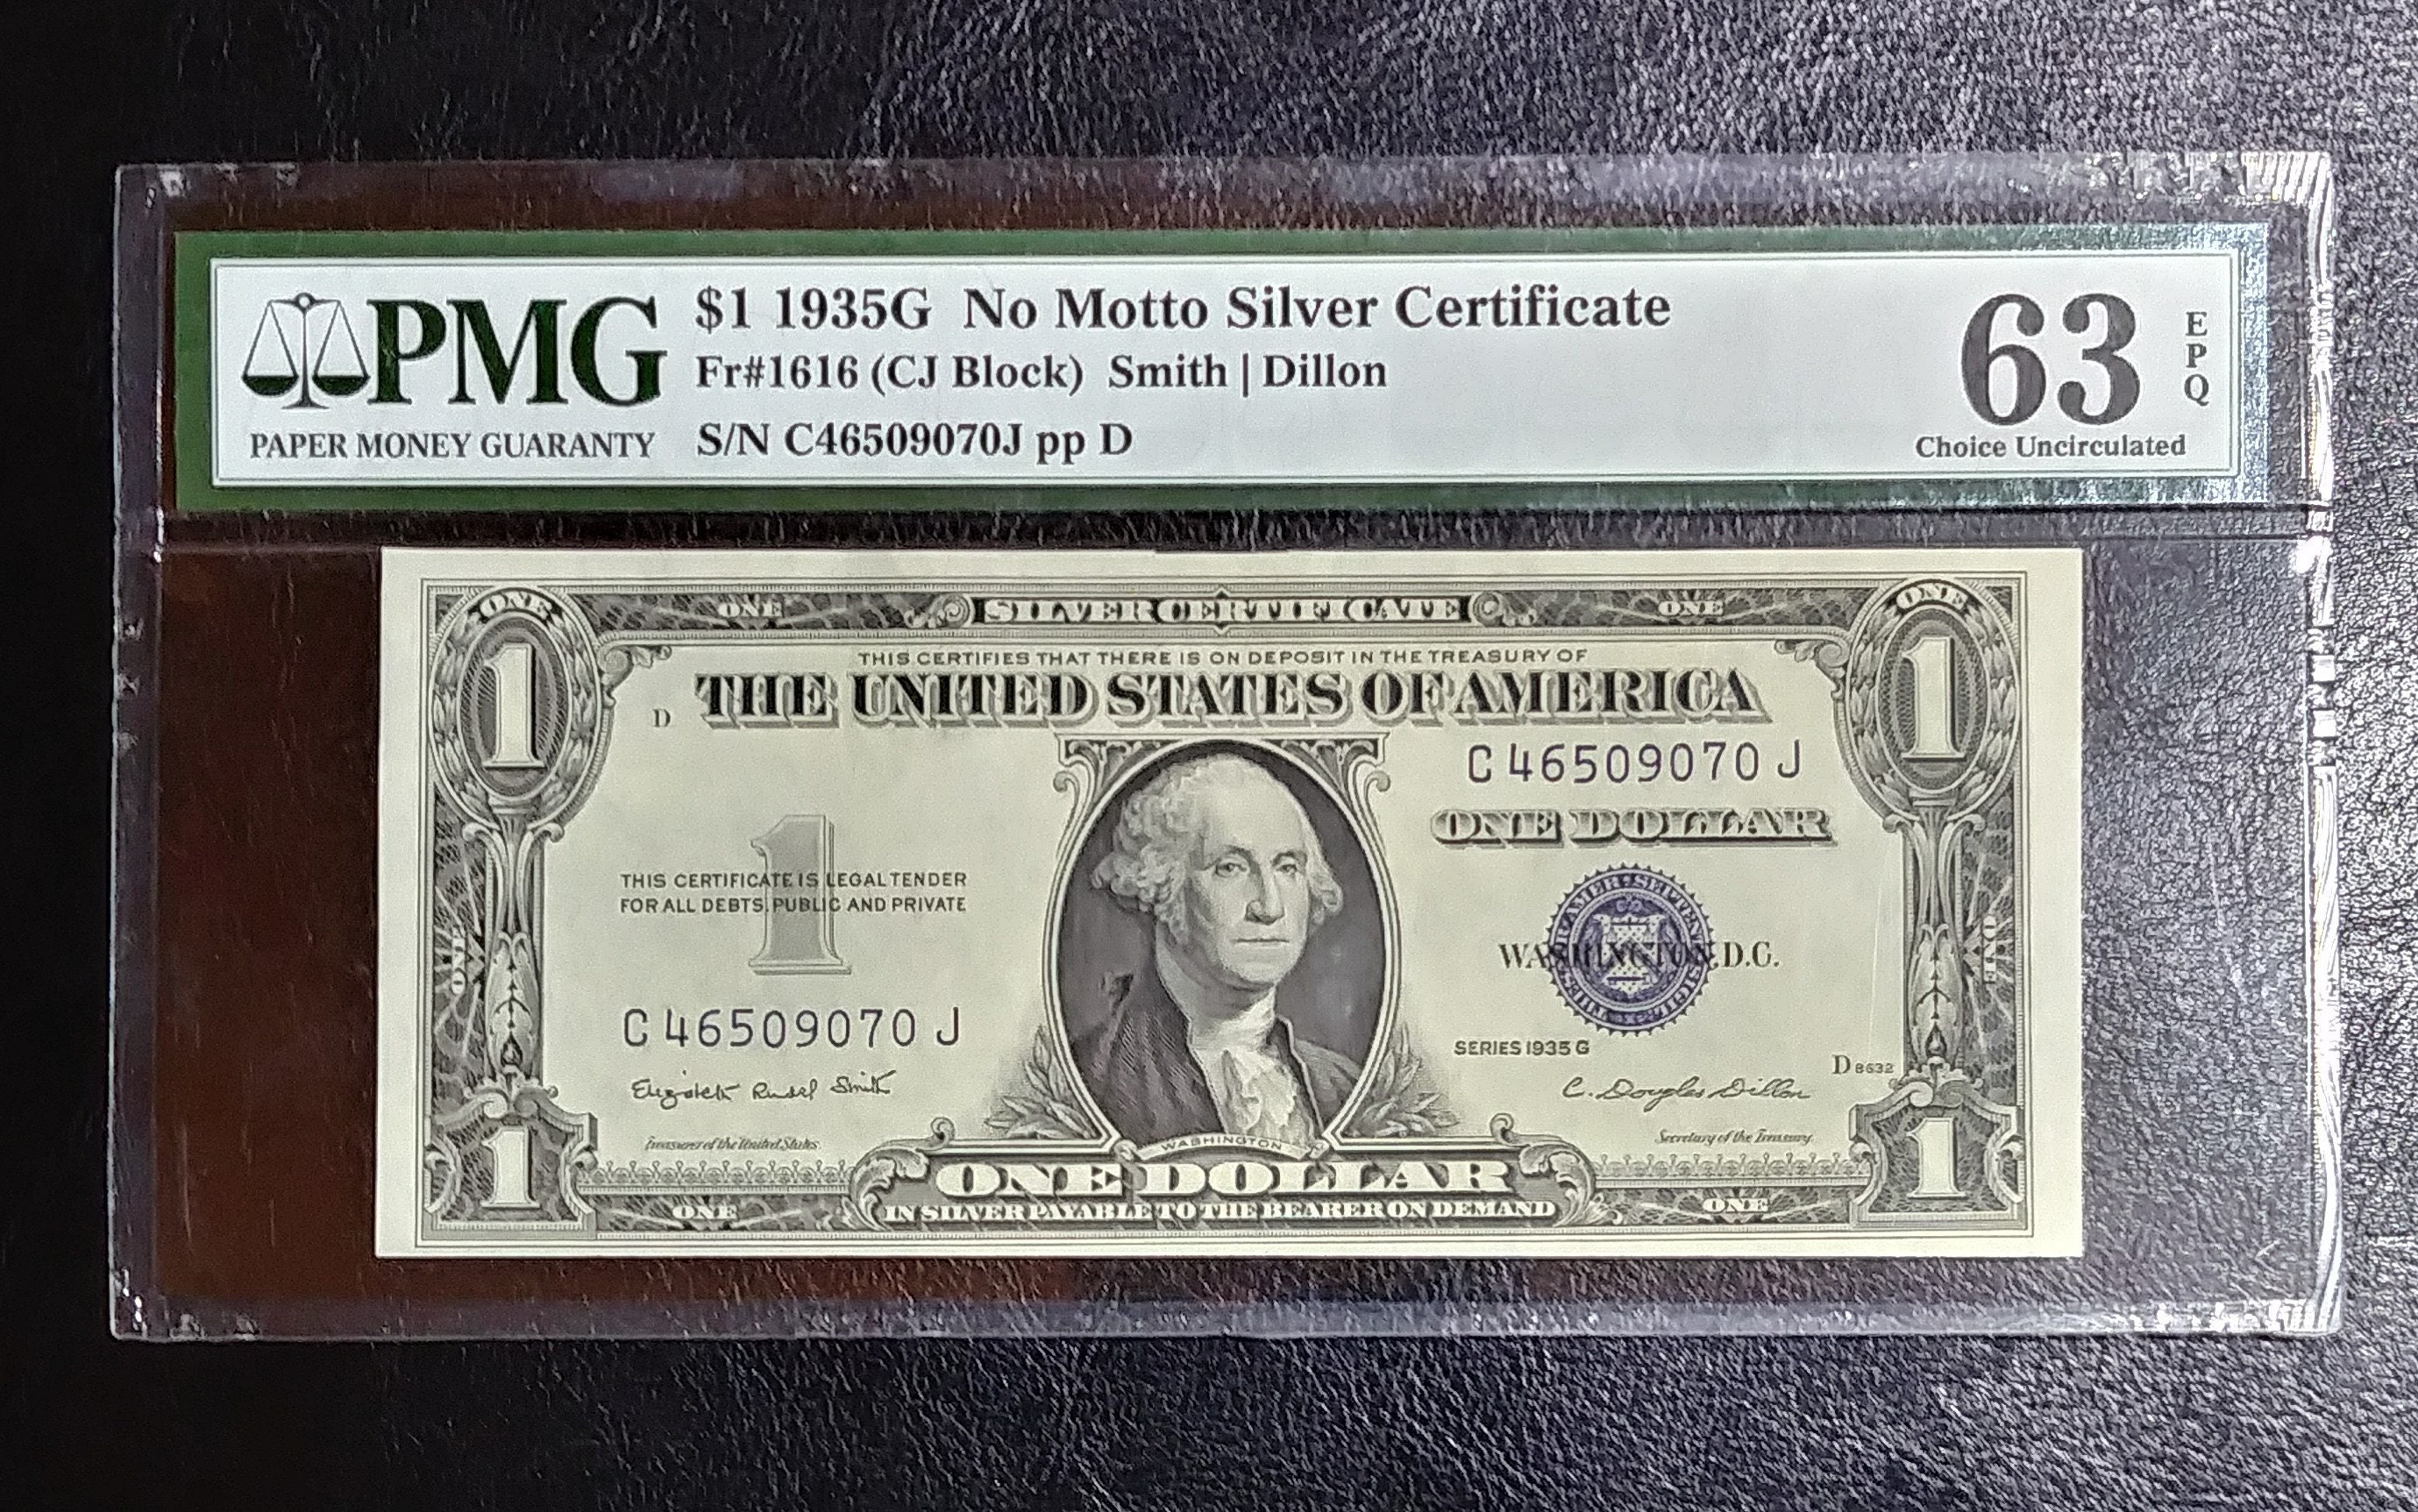 PMG
PAPER MONEY GUARANTY
$1 1935G No Motto Silver Certificate
Fr#1616 (CJ Block) Smith | Dillon
S/N C46509070J pp D
63
EPQ
Choice Uncirculated
ONE
ONE
SILVER CERTIFICATE
ONE
ONE
1
1
THIS CERTIFIES THAT THERE IS ON DEPOSIT IN THE TREASURY OF
D
THE UNITED STATES OF AMERICA
C 46509070 J
ONE DOLLAR
1
THIS CERTIFICATE IS LEGAL TENDER
FOR ALL DEBTS, PUBLIC AND PRIVATE
WASHINGTON, D.C.
ONE
ONE
C 46509070 J
SERIES 1935 G
D 8632
Elizabeth Rudel Smith
C. Douglas Dillon
Treasurer of the United States.
Secretary of the Treasury.
WASHINGTON
1
1
ONE DOLLAR
ONE
IN SILVER PAYABLE TO THE BEARER ON DEMAND
ONE